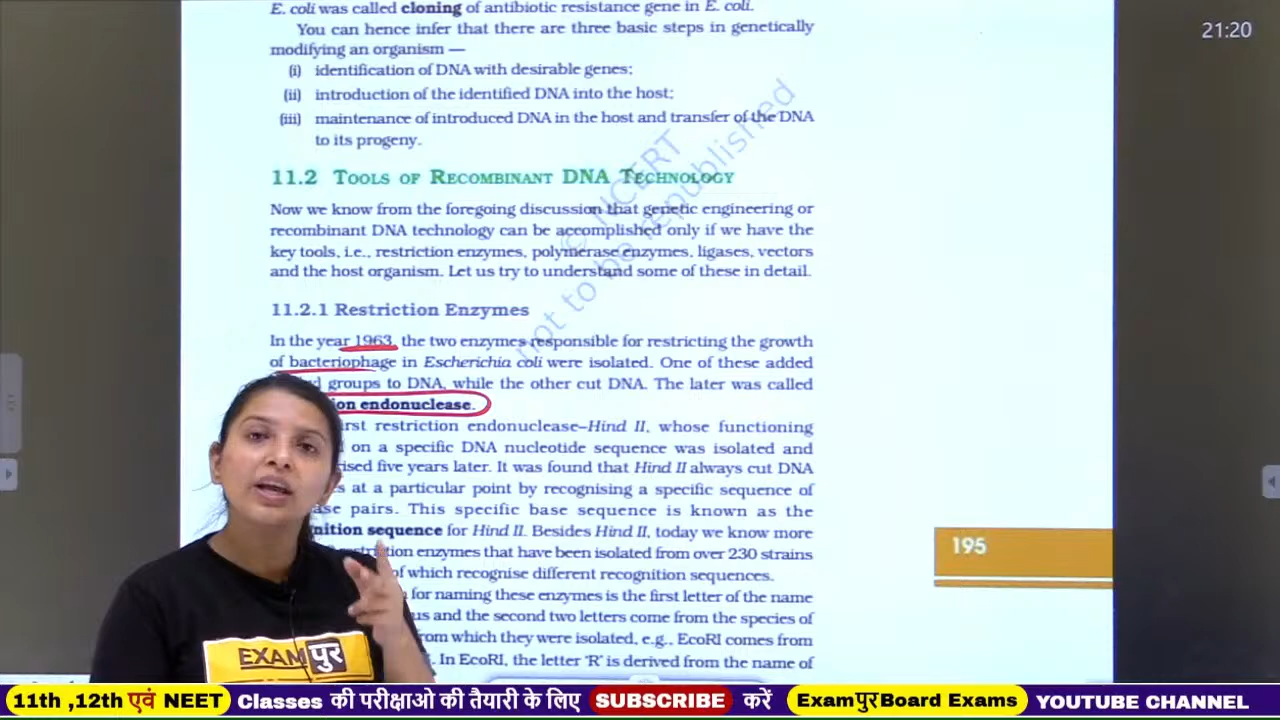 E. coli was called cloning of antibiotic resistance gene in E. coli.
21:20
You can hence infer that there are three basic steps in genetically
modifying an organism —
(i) identification of DNA with desirable genes;
(ii) introduction of the identified DNA into the host;
(iii) maintenance of introduced DNA in the host and transfer of the DNA
to its progeny.
© NCERT
not to be republished
11.2 TOOLS OF RECOMBINANT DNA TECHNOLOGY
Now we know from the foregoing discussion that genetic engineering or
recombinant DNA technology can be accomplished only if we have the
key tools, i.e., restriction enzymes, polymerase enzymes, ligases, vectors
and the host organism. Let us try to understand some of these in detail.
11.2.1 Restriction Enzymes
In the year 1963, the two enzymes responsible for restricting the growth
of bacteriophage in Escherichia coli were isolated. One of these added
groups to DNA, while the other cut DNA. The later was called
endonuclease.
restriction endonuclease–Hind II, whose functioning
on a specific DNA nucleotide sequence was isolated and
five years later. It was found that Hind II always cut DNA
at a particular point by recognising a specific sequence of
pairs. This specific base sequence is known as the
sequence for Hind II. Besides Hind II, today we know more
enzymes that have been isolated from over 230 strains
of which recognise different recognition sequences.
195
for naming these enzymes is the first letter of the name
and the second two letters come from the species of
from which they were isolated, e.g., EcoRI comes from
In EcoRI, the letter ‘R’ is derived from the name of
EXAM पुर
11th ,12th एवं NEET Classes की परीक्षाओ की तैयारी के लिए SUBSCRIBE करें Examपुर Board Exams YOUTUBE CHANNEL